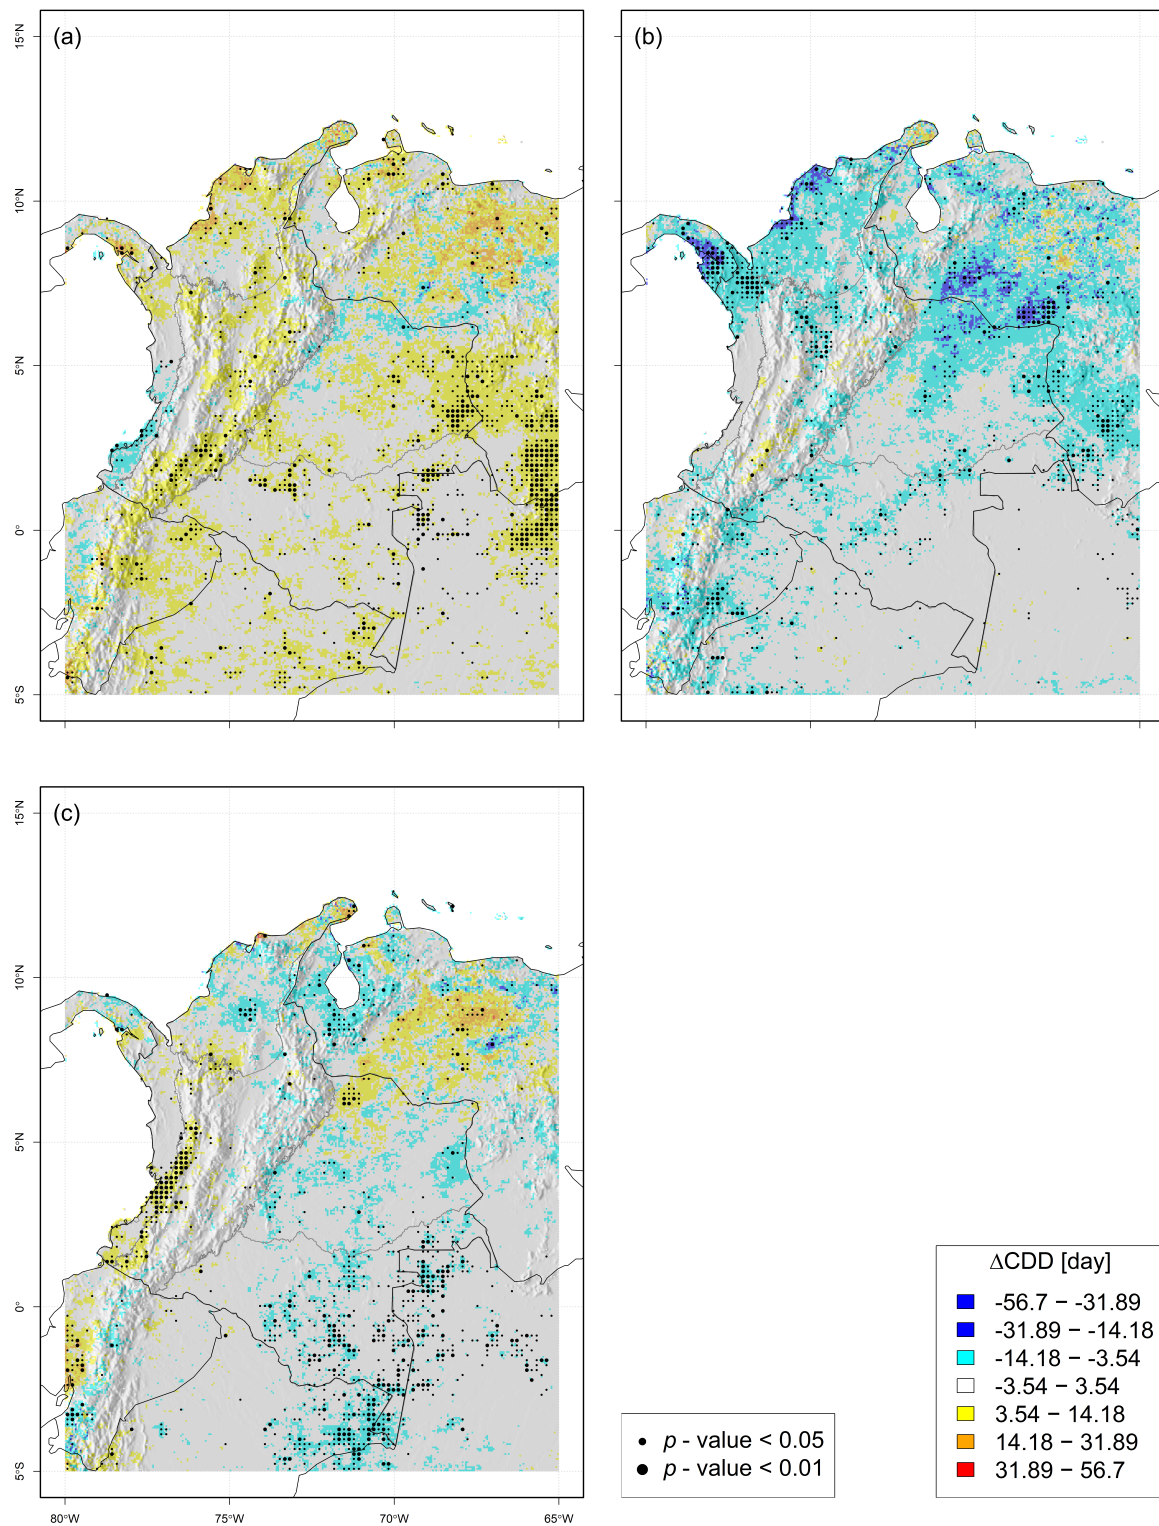 (a)
(b)
15°N
10°N
5°N
0°
5°S
(c)
15°N
10°N
5°N
0°
5°S
80°W
75°W
70°W
65°W
p - value < 0.05
p - value < 0.01
ΔCDD [day]
-56.7 − -31.89
-31.89 − -14.18
-14.18 − -3.54
-3.54 − 3.54
3.54 − 14.18
14.18 − 31.89
31.89 − 56.7